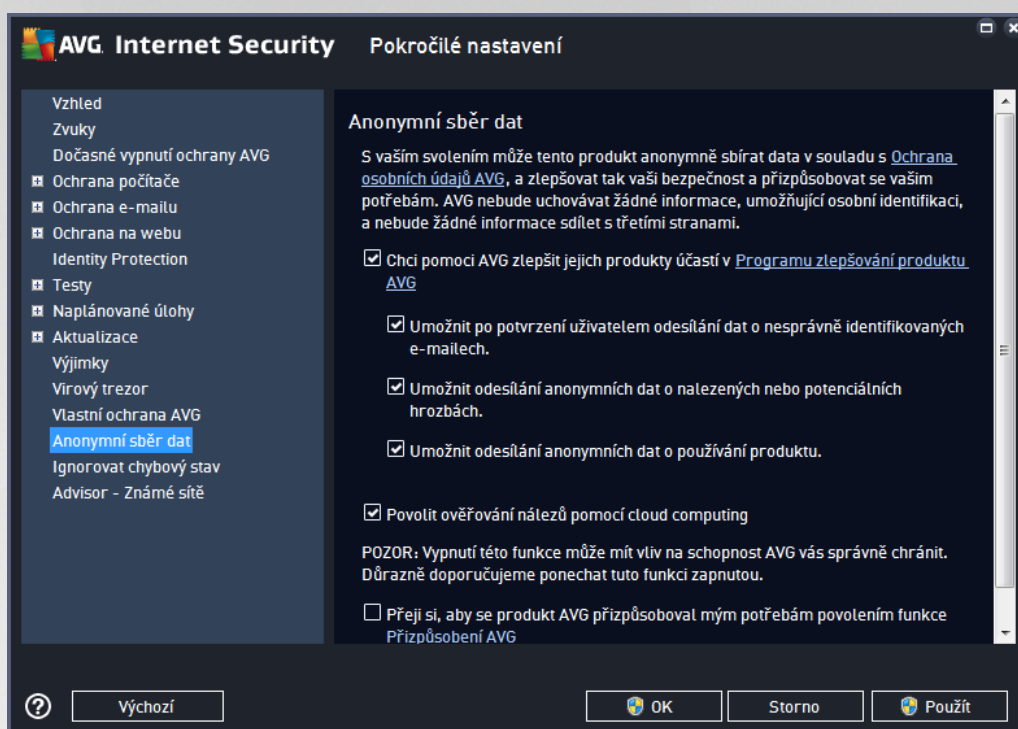 AVG. Internet Security Pokročilé nastavení
Vzhled
Zvuky
Dočasné vypnutí ochrany AVG
Ochrana počítače
Ochrana e-mailu
Ochrana na webu
Identity Protection
Testy
Naplánované úlohy
Aktualizace
Výjimky
Virový trezor
Vlastní ochrana AVG
Anonymní sběr dat
Ignorovat chybový stav
Advisor - Známé sítě
Anonymní sběr dat
S vaším svolením může tento produkt anonymně sbírat data v souladu s Ochrana
osobních údajů AVG, a zlepšovat tak vaši bezpečnost a přizpůsobovat se vašim
potřebám. AVG nebude uchovávat žádné informace, umožňující osobní identifikaci,
a nebude žádné informace sdílet s třetími stranami.
Chci pomoci AVG zlepšit jejich produkty účastí v Programu zlepšování produktu
AVG
Umožnit po potvrzení uživatelem odesílání dat o nesprávně identifikovaných
e-mailech.
Umožnit odesílání anonymních dat o nalezených nebo potenciálních
hrozbách.
Umožnit odesílání anonymních dat o používání produktu.
Povolit ověřování nálezů pomocí cloud computing
POZOR: Vypnutí této funkce může mít vliv na schopnost AVG vás správně chránit.
Důrazně doporučujeme ponechat tuto funkci zapnutou.
Přeji si, aby se produkt AVG přizpůsoboval mým potřebám povolením funkce
Přizpůsobení AVG
Výchozí
OK
Storno
Použít